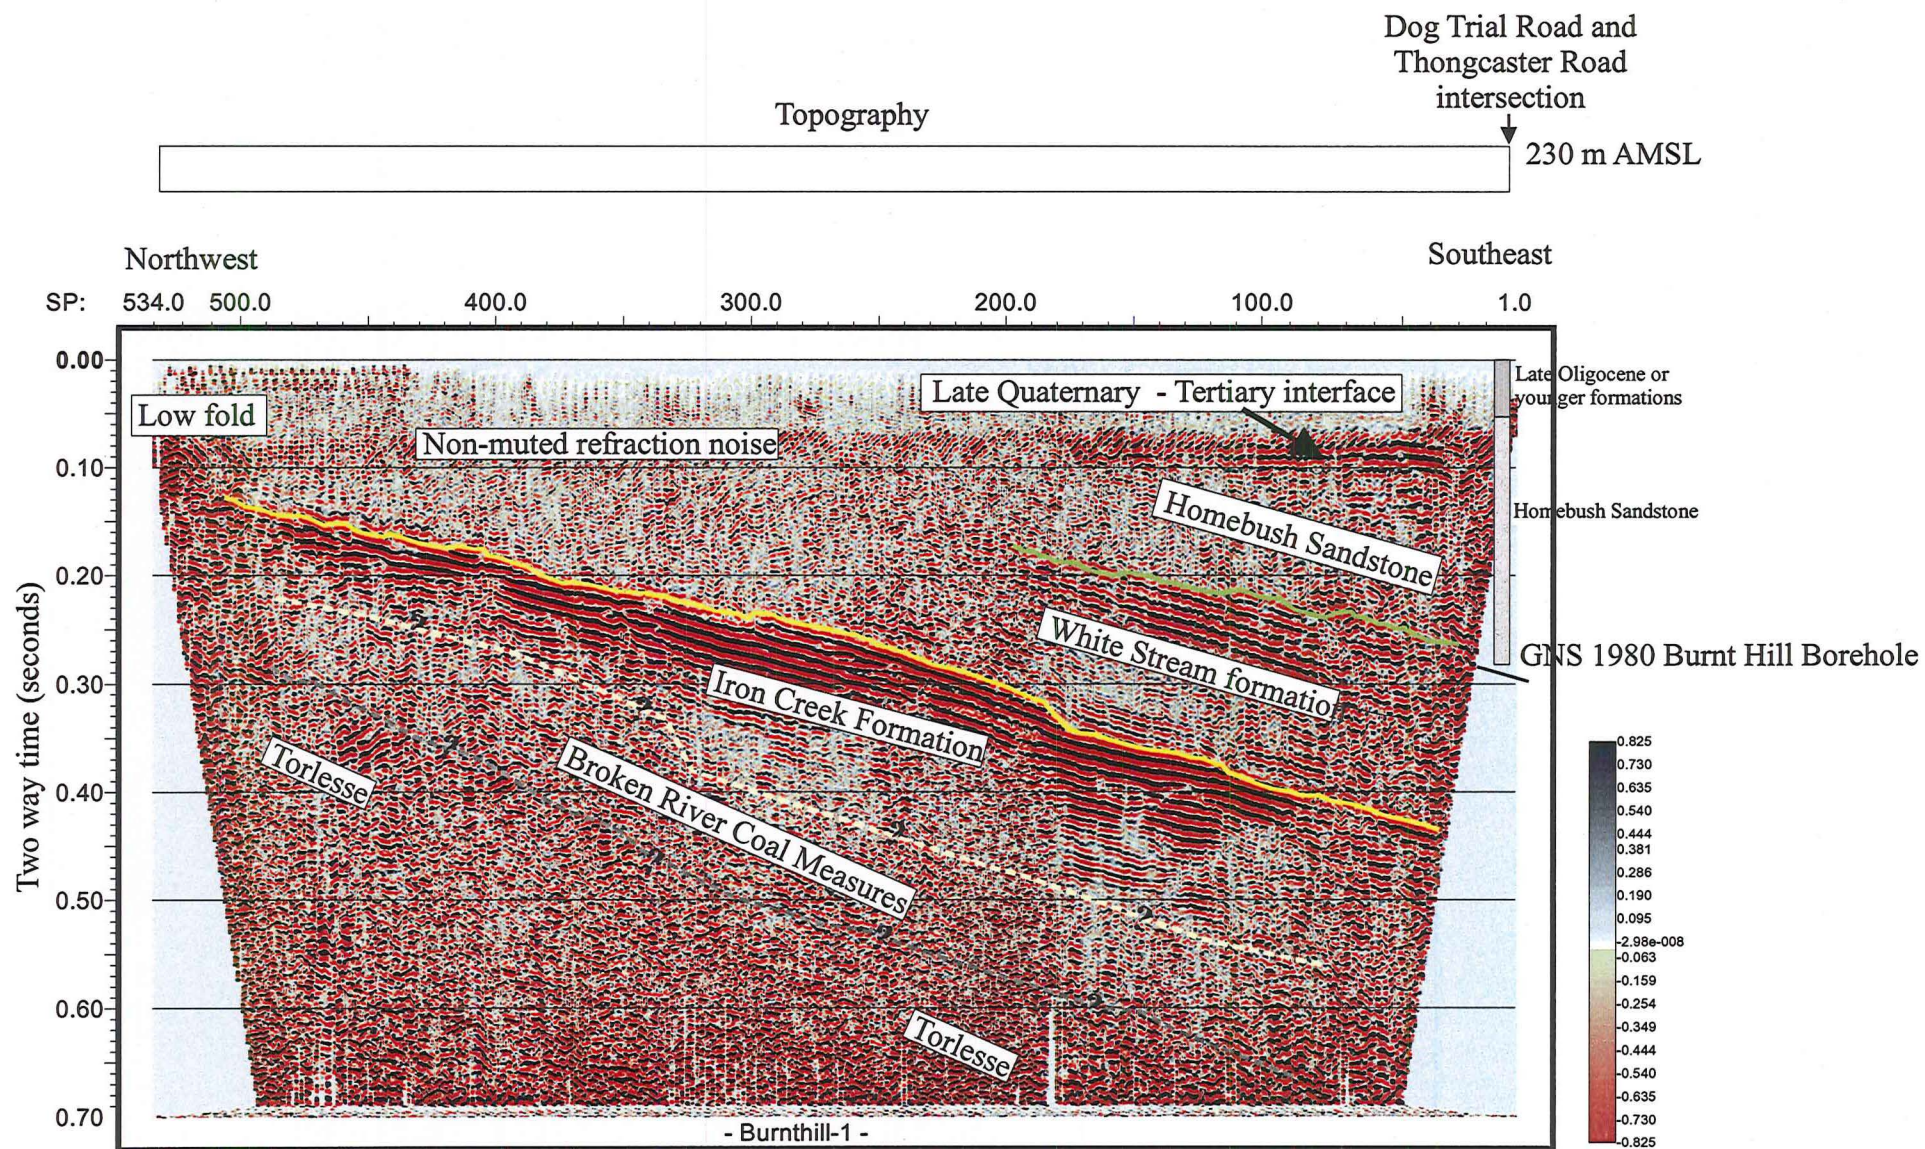 Dog Trial Road and
Thongcaster Road
intersection
Topography
230 m AMSL
Northwest
Southeast
SP: 534.0 500.0 400.0 300.0 200.0 100.0 1.0
0.00
Late Oligocene or
younger formations
Late Quaternary - Tertiary interface
Low fold
Non-muted refraction noise
0.10
Homebush Sandstone
Homebush Sandstone
0.20
?
White Stream formation
GNS 1980 Burnt Hill Borehole
0.30
Iron Creek Formation
?
Torlesse
?
Broken River Coal Measures
0.40
?
?
0.50
?
?
?
0.60
Torlesse
0.70
Two way time (seconds)
- Burnthill-1 -
0.825
0.730
0.635
0.540
0.444
0.381
0.286
0.190
0.095
-2.98e-008
-0.063
-0.159
-0.254
-0.349
-0.444
-0.540
-0.635
-0.730
-0.825